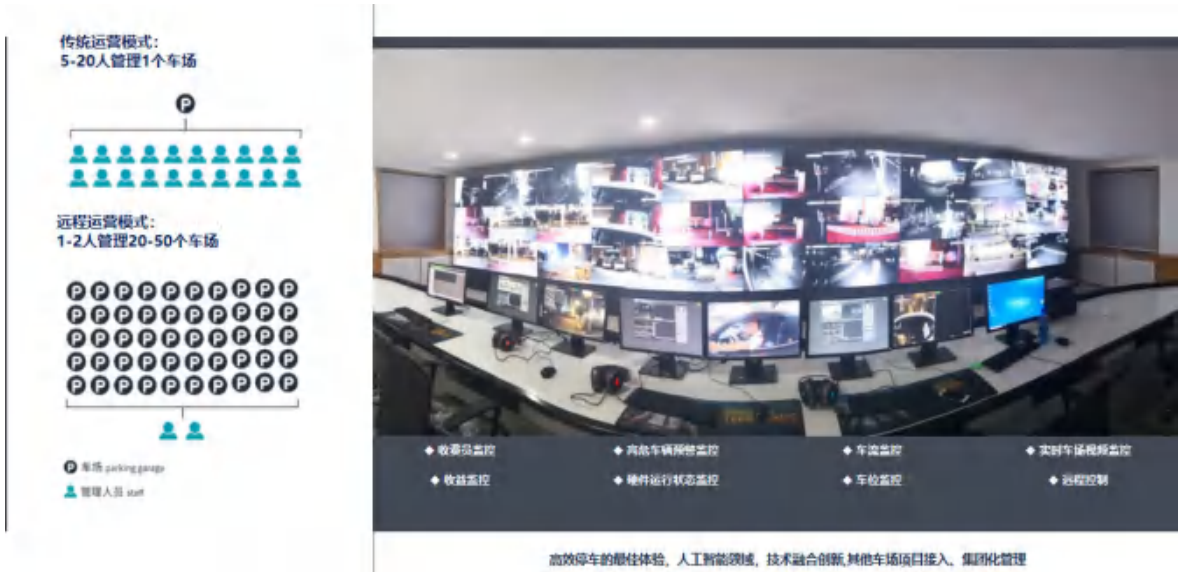 传统运营模式：
5-20人管理1个车场
远程运营模式：
1-2人管理20-50个车场
车场 parking garage
管理人员 staff
◆ 收费员监控
◆ 高危车辆预警监控
◆ 车流监控
◆ 实时车场视频监控
◆ 收益监控
◆ 硬件运行状态监控
◆ 车位监控
◆ 远程控制
高效停车的最佳体验，人工智能领域，技术融合创新,其他车场项目接入、集团化管理